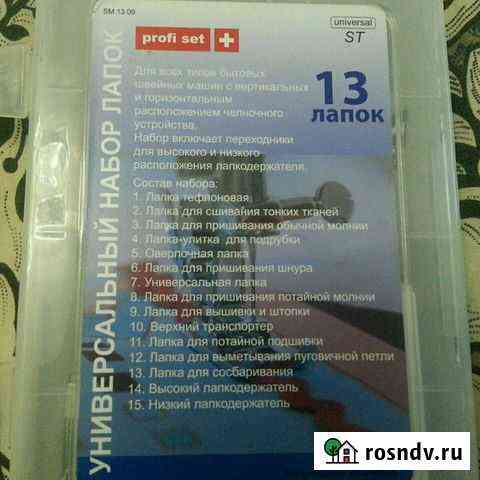 SM 13 09
profi set
universal
ST
УНИВЕРСАЛЬНЫЙ НАБОР ЛАПОК
13
ЛАПОК
Для всех типов бытовых
швейных машин с вертикальным
и горизонтальным
расположением челночного
устройства.
Набор включает переходники
для высокого и низкого
расположения лапкодержателя.
Состав набора:
1. Лапка тефлоновая
2. Лапка для сшивания тонких тканей
3. Лапка для пришивания обычной молнии
4. Лапка-улитка для подрубки
5. Оверлочная лапка
6. Лапка для пришивания шнура
7. Универсальная лапка
8. Лапка для пришивания потайной молнии
9. Лапка для вышивки и штопки
10. Верхний транспортер
11. Лапка для потайной подшивки
12. Лапка для выметывания пуговичной петли
13. Лапка для сосбаривания
14. Высокий лапкодержатель
15. Низкий лапкодержатель
rosndv.ru